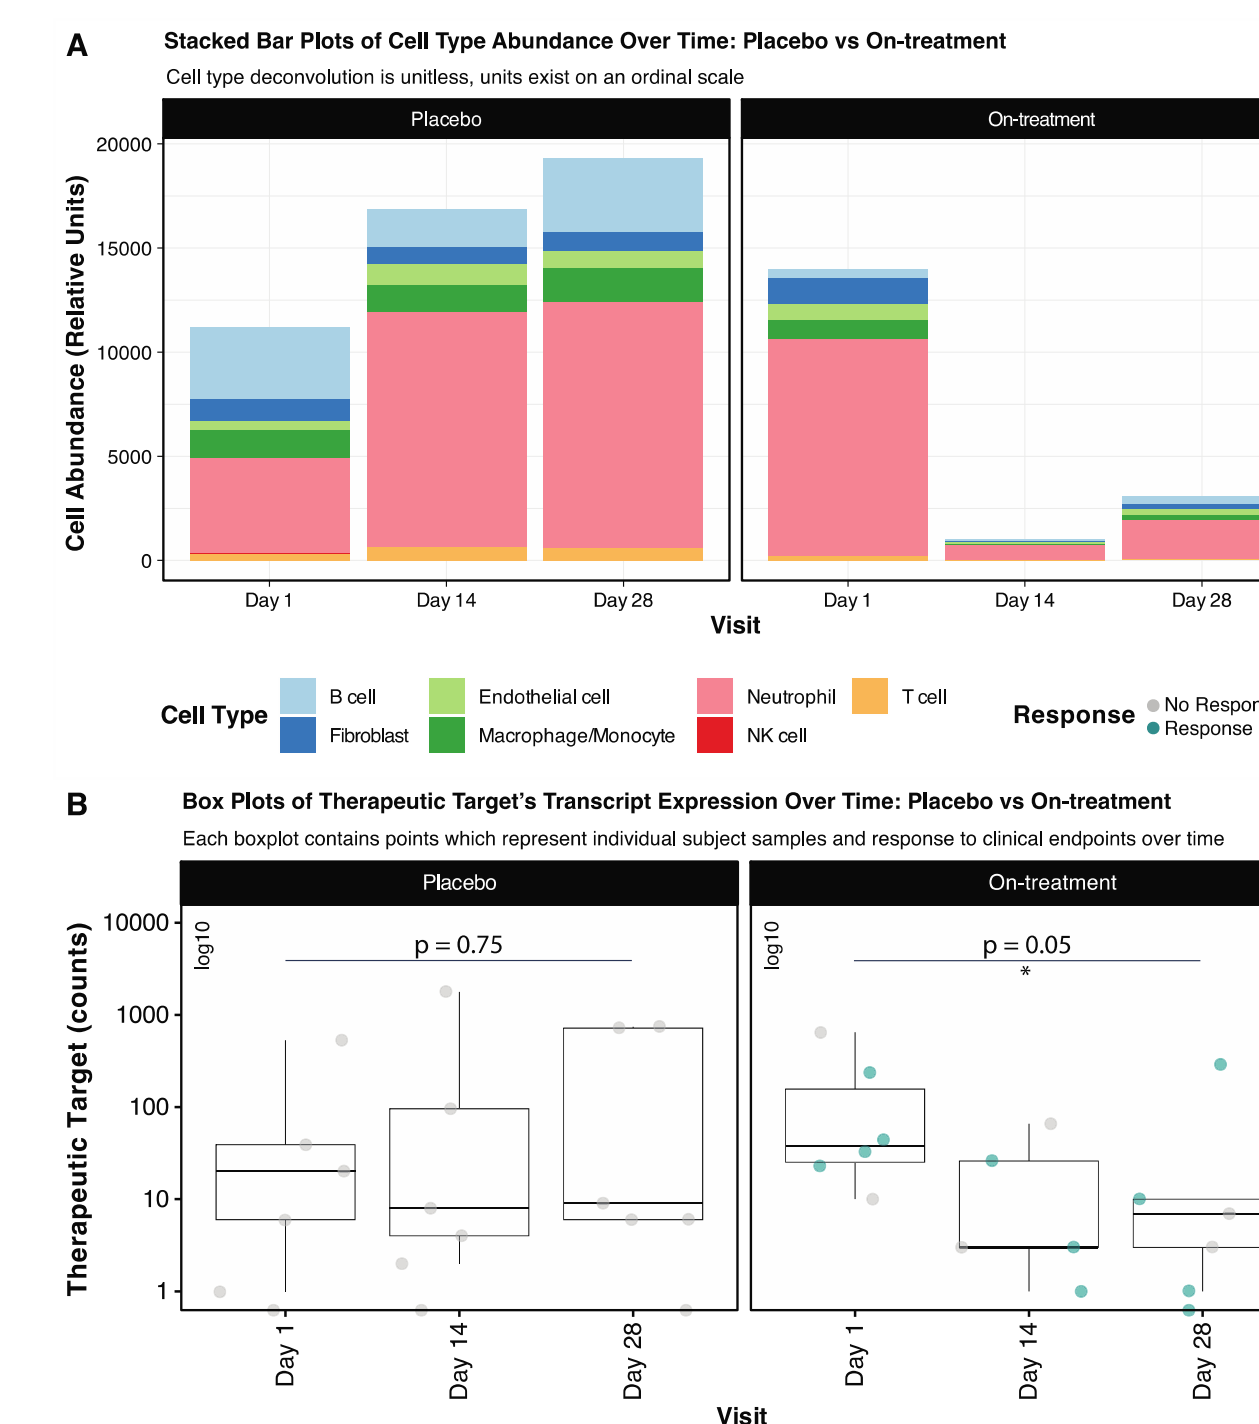 A
Stacked Bar Plots of Cell Type Abundance Over Time: Placebo vs On-treatment
Cell type deconvolution is unitless, units exist on an ordinal scale
Placebo
On-treatment
Cell Abundance (Relative Units)
20000
15000
10000
5000
0
Day 1
Day 14
Day 28
Day 1
Day 14
Day 28
Visit
Cell Type
B cell
Fibroblast
Endothelial cell
Macrophage/Monocyte
Neutrophil
NK cell
T cell
Response
No Respon
Response
B
Box Plots of Therapeutic Target's Transcript Expression Over Time: Placebo vs On-treatment
Each boxplot contains points which represent individual subject samples and response to clinical endpoints over time
Placebo
On-treatment
Therapeutic Target (counts)
10000
1000
100
10
1
log10
p = 0.75
log10
p = 0.05
*
Day 1
Day 14
Day 28
Day 1
Day 14
Day 28
Visit